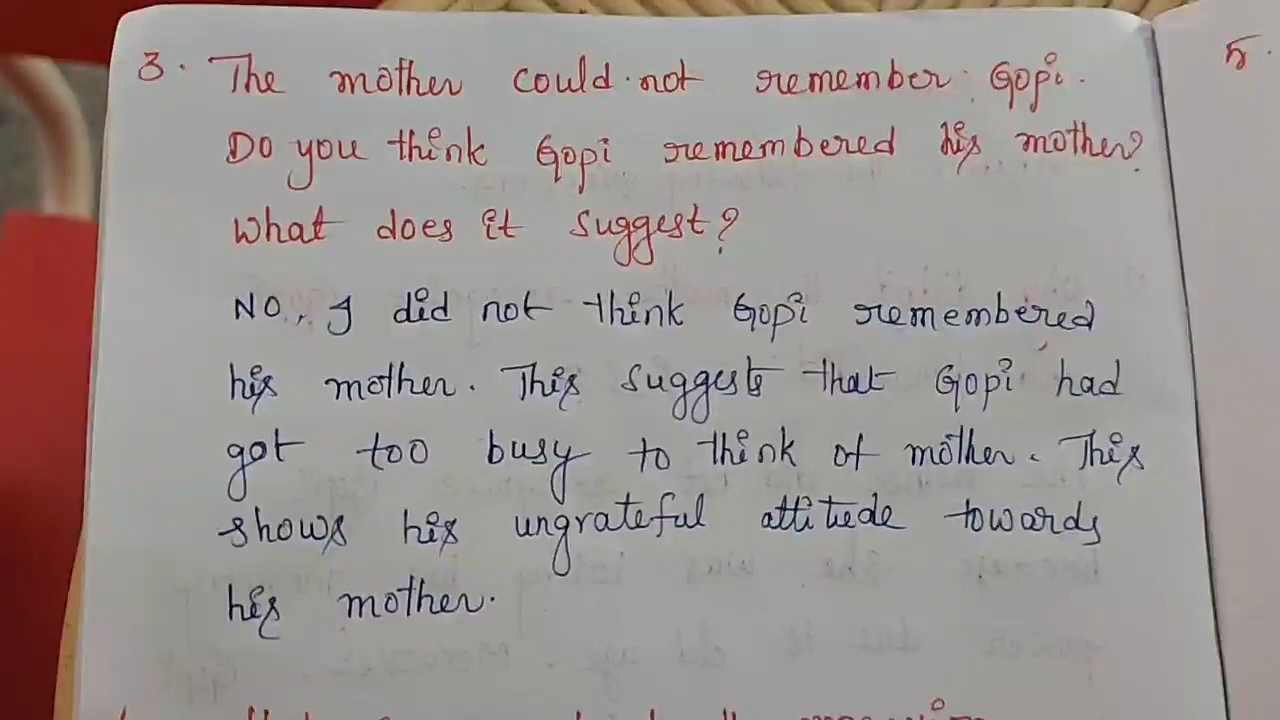 3. The mother could not remember Gopi.
Do you think Gopi remembered his mother?
What does it suggest?
No, I did not think Gopi remembered
his mother. This suggests that Gopi had
got too busy to think of mother. This
shows his ungrateful attitude towards
his mother.
5.